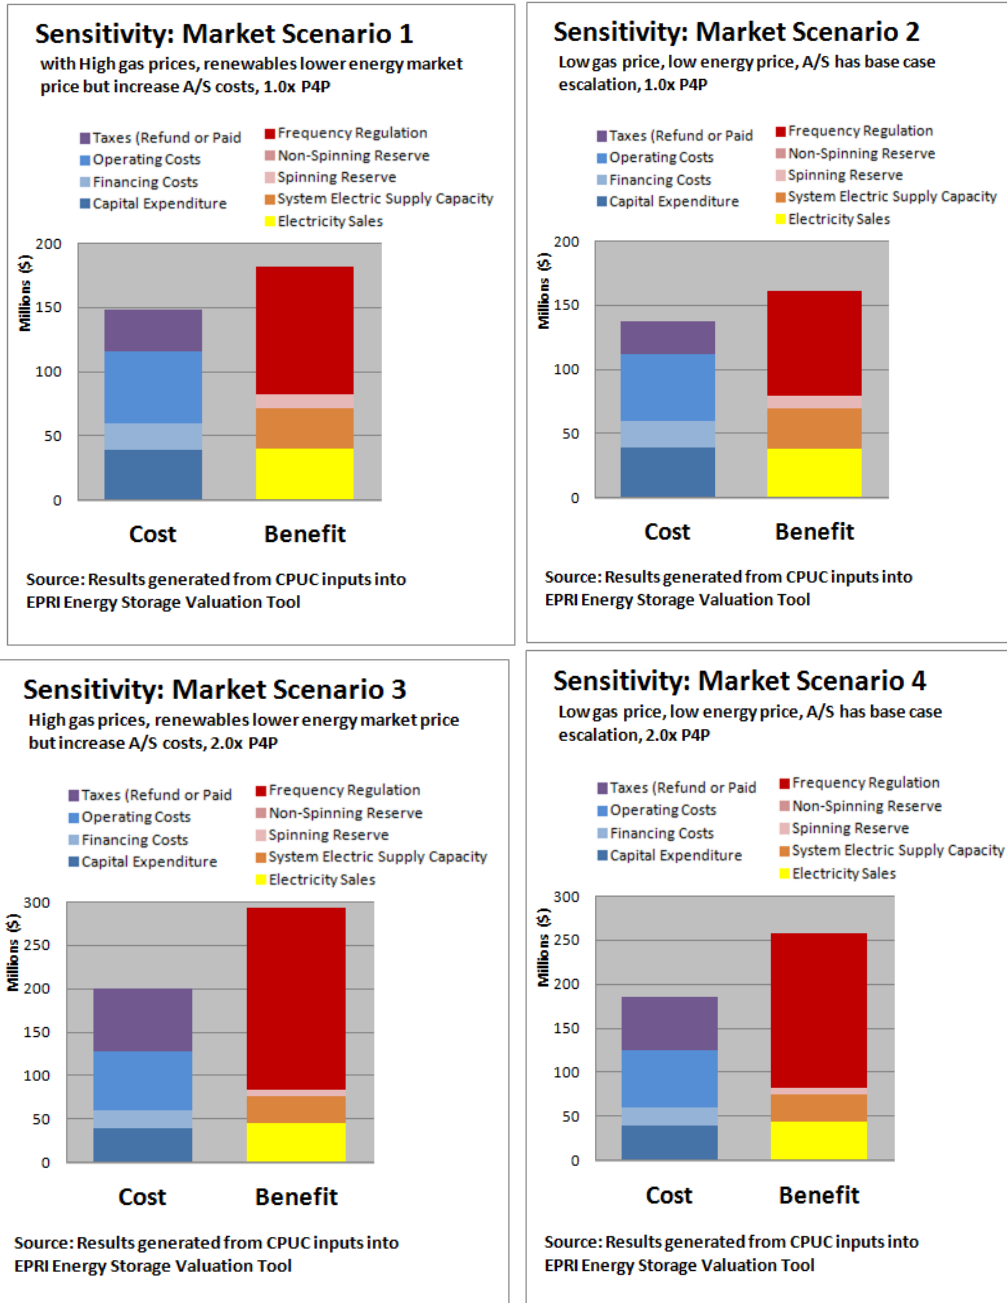 Sensitivity: Market Scenario 1
with High gas prices, renewables lower energy market
price but increase A/S costs, 1.0x P4P
Taxes (Refund or Paid
Operating Costs
Financing Costs
Capital Expenditure
Frequency Regulation
Non-Spinning Reserve
Spinning Reserve
System Electric Supply Capacity
Electricity Sales
Millions ($)
200
150
100
50
0
Cost
Benefit
Source: Results generated from CPUC inputs into
EPRI Energy Storage Valuation Tool
Sensitivity: Market Scenario 2
Low gas price, low energy price, A/S has base case
escalation, 1.0x P4P
Taxes (Refund or Paid
Operating Costs
Financing Costs
Capital Expenditure
Frequency Regulation
Non-Spinning Reserve
Spinning Reserve
System Electric Supply Capacity
Electricity Sales
Millions ($)
200
150
100
50
0
Cost
Benefit
Source: Results generated from CPUC inputs into
EPRI Energy Storage Valuation Tool
Sensitivity: Market Scenario 3
High gas prices, renewables lower energy market price
but increase A/S costs, 2.0x P4P
Taxes (Refund or Paid
Operating Costs
Financing Costs
Capital Expenditure
Frequency Regulation
Non-Spinning Reserve
Spinning Reserve
System Electric Supply Capacity
Electricity Sales
Millions ($)
300
250
200
150
100
50
0
Cost
Benefit
Source: Results generated from CPUC inputs into
EPRI Energy Storage Valuation Tool
Sensitivity: Market Scenario 4
Low gas price, low energy price, A/S has base case
escalation, 2.0x P4P
Taxes (Refund or Paid
Operating Costs
Financing Costs
Capital Expenditure
Frequency Regulation
Non-Spinning Reserve
Spinning Reserve
System Electric Supply Capacity
Electricity Sales
Millions ($)
300
250
200
150
100
50
0
Cost
Benefit
Source: Results generated from CPUC inputs into
EPRI Energy Storage Valuation Tool